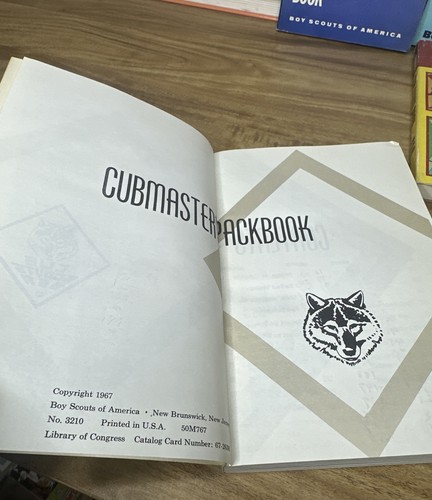 BOOK
BOY SCOUTS OF AMERICA
CUBMASTER PACKBOOK
Copyright 1967
Boy Scouts of America • New Brunswick, New
No. 3210 Printed in U.S.A. 50M767
Library of Congress Catalog Card Number: